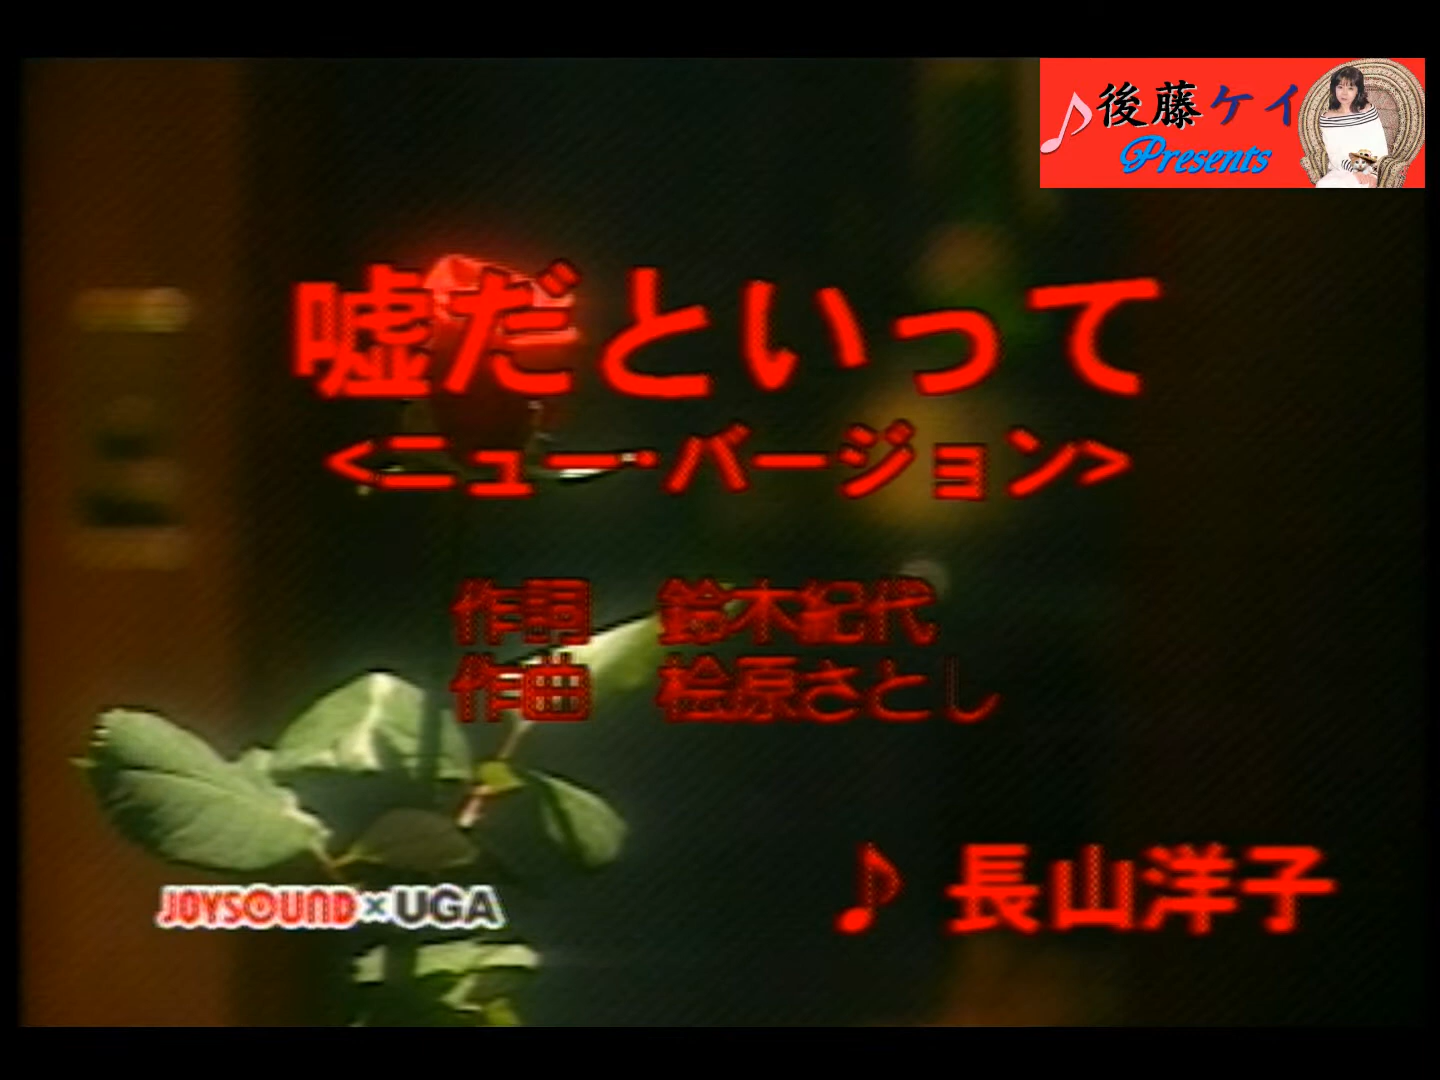 ♪後藤ケイ
Presents
嘘だといって
<ニュー・バージョン>
作詞 鈴木紀代
作曲 桧原さとし
JOYSOUND×UGA
♪ 長山洋子